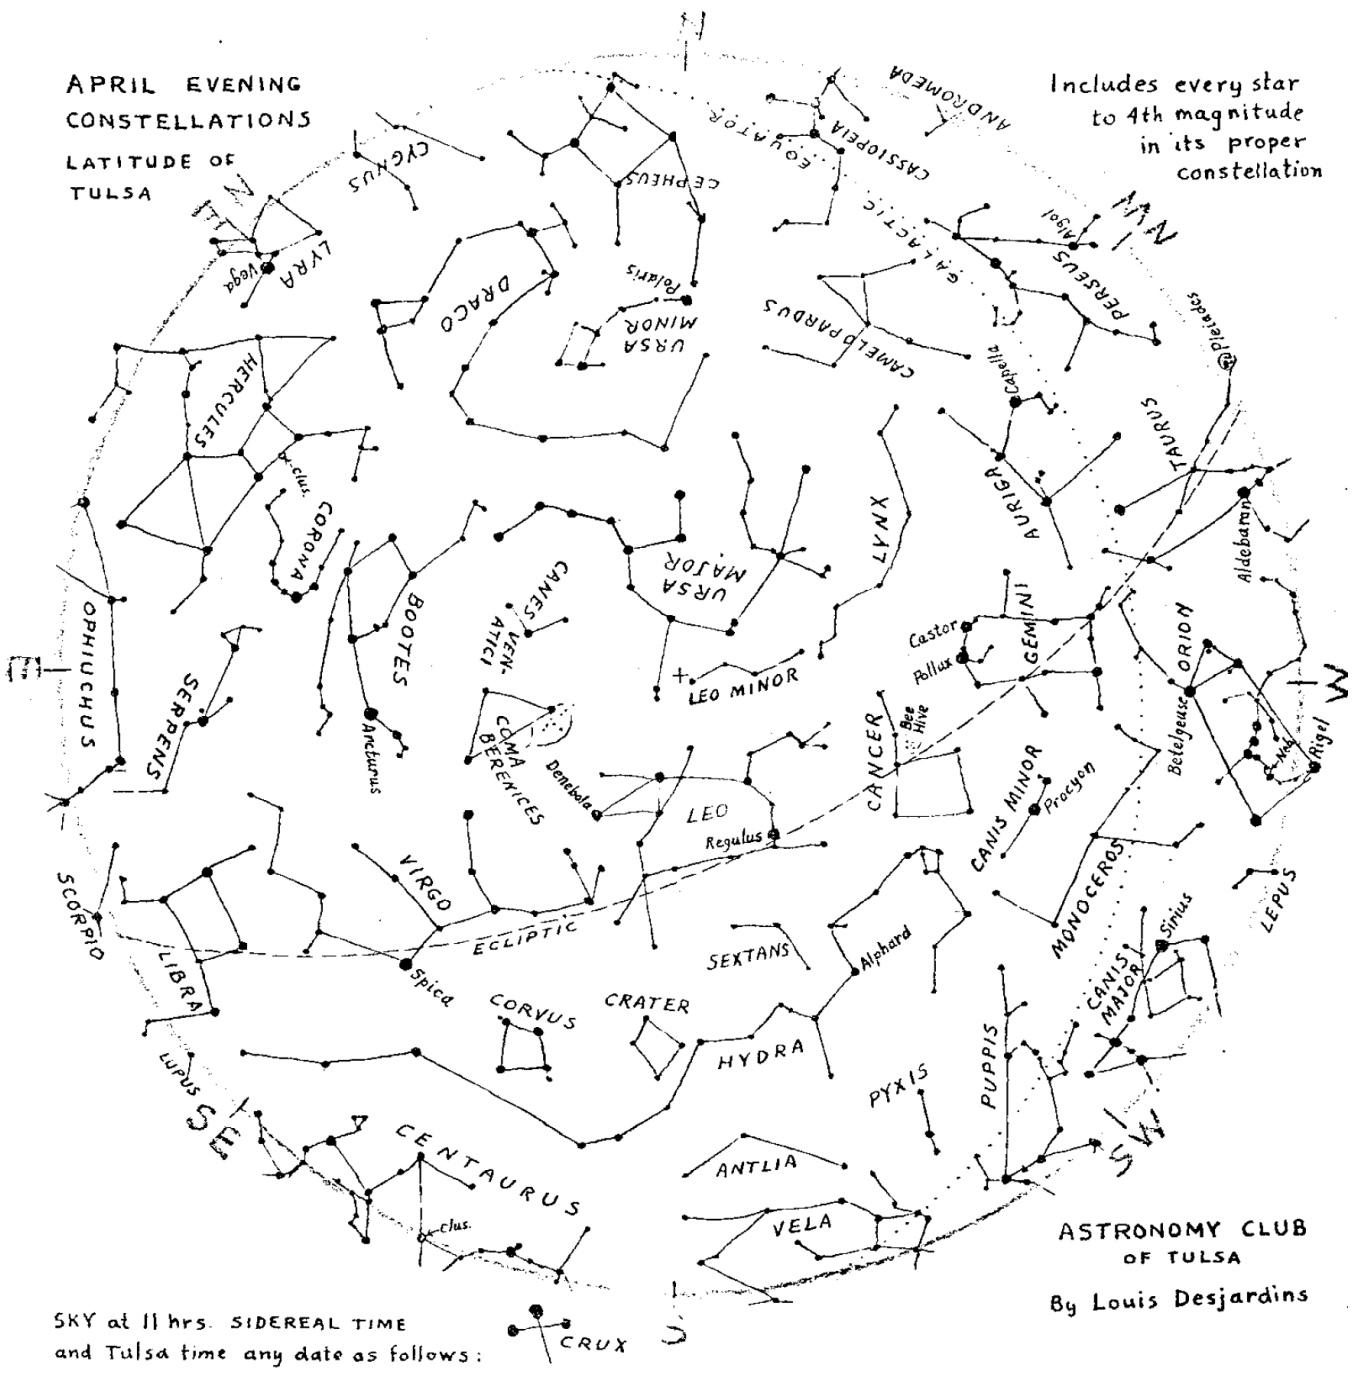 N
APRIL EVENING
CONSTELLATIONS
LATITUDE OF
TULSA
Includes every star
to 4th magnitude
in its proper
constellation
ANDROMEDA
CASSIOPEIA
GALACTIC EQUATOR
CYGNUS
CEPHEUS
NE
NW
LYRA
Vega
DRACO
Polaris
URSA
MINOR
CAMELOPARDUS
Algol
PERSEUS
Pleiades
Capella
HERCULES
clus.
CORONA
BOOTES
Arcturus
CANES VEN-
ATICI
URSA
MAJOR
LYNX
AURIGA
TAURUS
Aldebaran
E
OPHIUCHUS
SERPENS
COMA
BERENICES
LEO MINOR
Castor
Pollux
GEMINI
ORION
Betelgeuse
Neb.
Rigel
W
Denebola
LEO
Regulus
CANCER
Bee
Hive
CANIS MINOR
Procyon
MONOCEROS
LEPUS
SCORPIO
LIBRA
VIRGO
Spica
ECLIPTIC
SEXTANS
Alphard
Sirius
CANIS
MAJOR
CORVUS
CRATER
HYDRA
PYXIS
PUPPIS
LUPUS
SE
CENTAURUS
clus.
ANTLIA
VELA
SW
S
CRUX
ASTRONOMY CLUB
OF TULSA
By Louis Desjardins
SKY at 11 hrs. SIDEREAL TIME
and Tulsa time any date as follows: